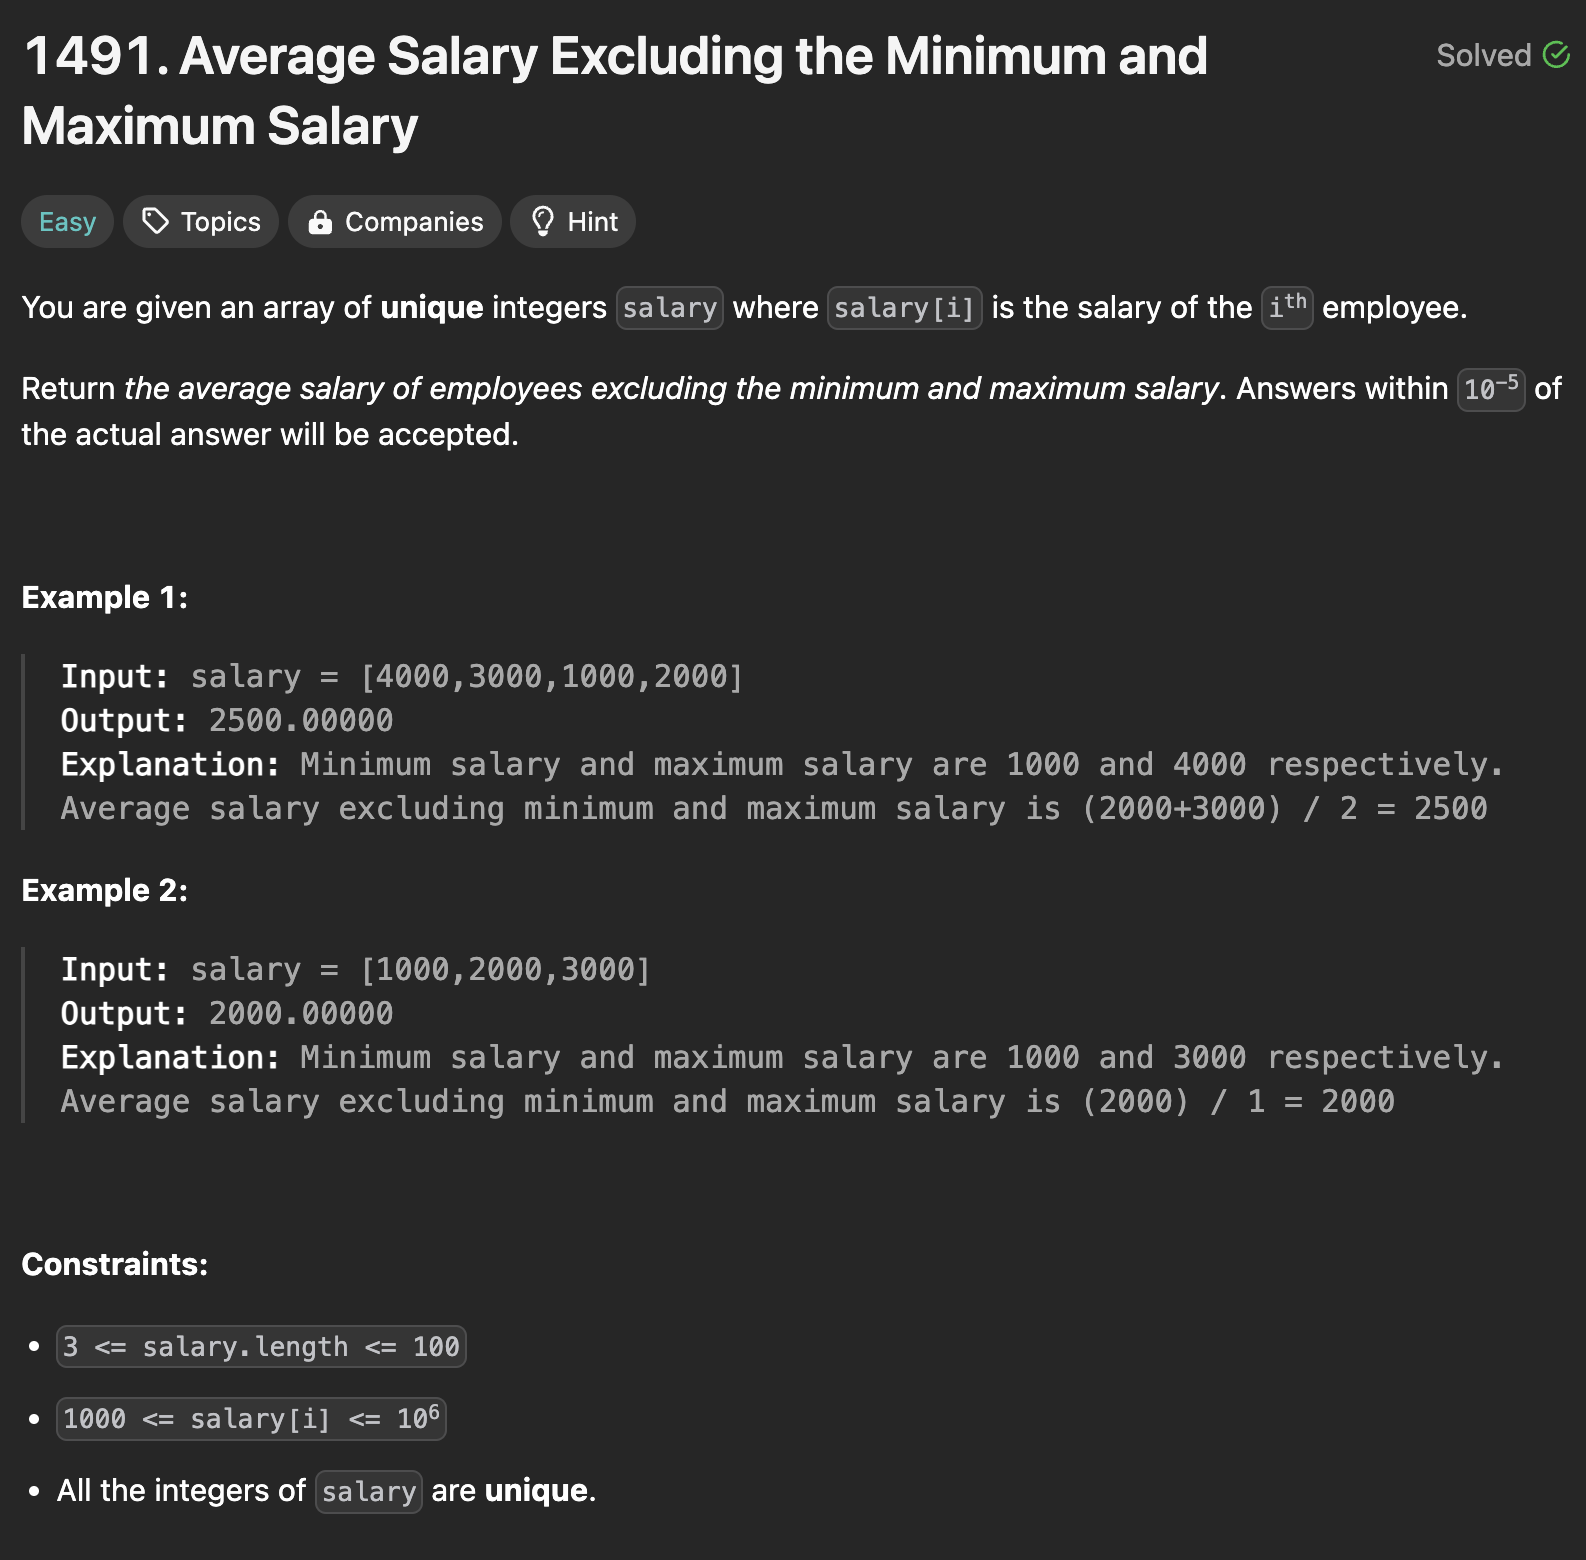 1491. Average Salary Excluding the Minimum and
Maximum Salary
Solved
Easy
Topics
Companies
Hint
You are given an array of unique integers salary where salary[i] is the salary of the iᵗʰ employee.
Return the average salary of employees excluding the minimum and maximum salary. Answers within 10⁻⁵ of
the actual answer will be accepted.
Example 1:
Input: salary = [4000,3000,1000,2000]
Output: 2500.00000
Explanation: Minimum salary and maximum salary are 1000 and 4000 respectively.
Average salary excluding minimum and maximum salary is (2000+3000) / 2 = 2500
Example 2:
Input: salary = [1000,2000,3000]
Output: 2000.00000
Explanation: Minimum salary and maximum salary are 1000 and 3000 respectively.
Average salary excluding minimum and maximum salary is (2000) / 1 = 2000
Constraints:
• 3 <= salary.length <= 100
• 1000 <= salary[i] <= 10⁶
• All the integers of salary are unique.